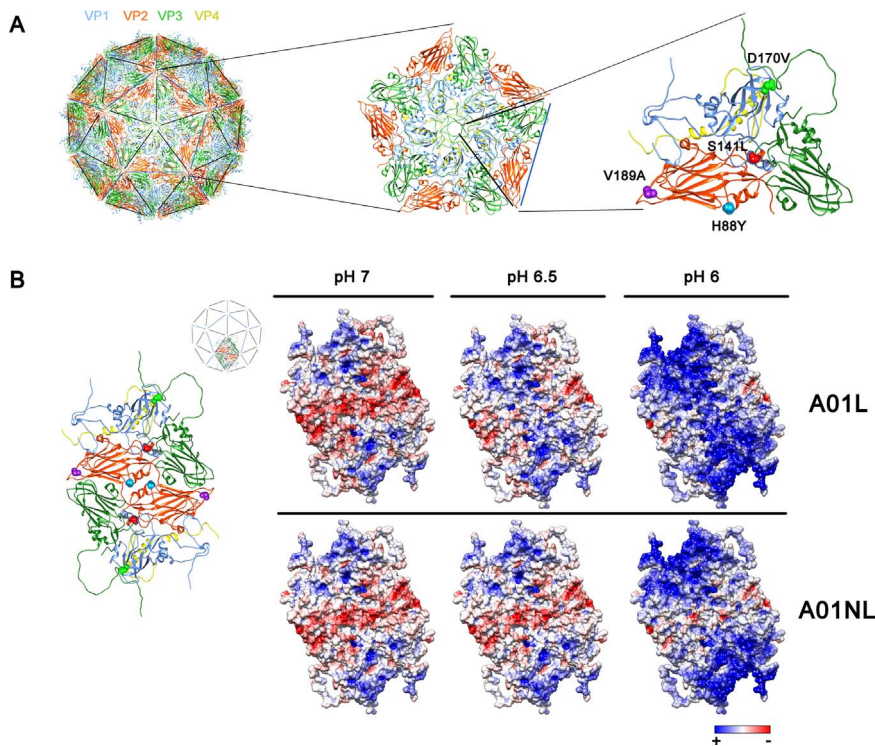 A
VP1 VP2 VP3 VP4
D170V
S141L
V189A
H88Y
B
pH 7 pH 6.5 pH 6
A01L
A01NL
+ -